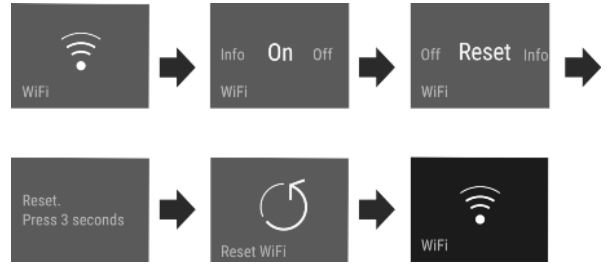 WiFi
Info On Off
WiFi
Off Reset Info
WiFi
Reset.
Press 3 seconds
Reset WiFi
WiFi